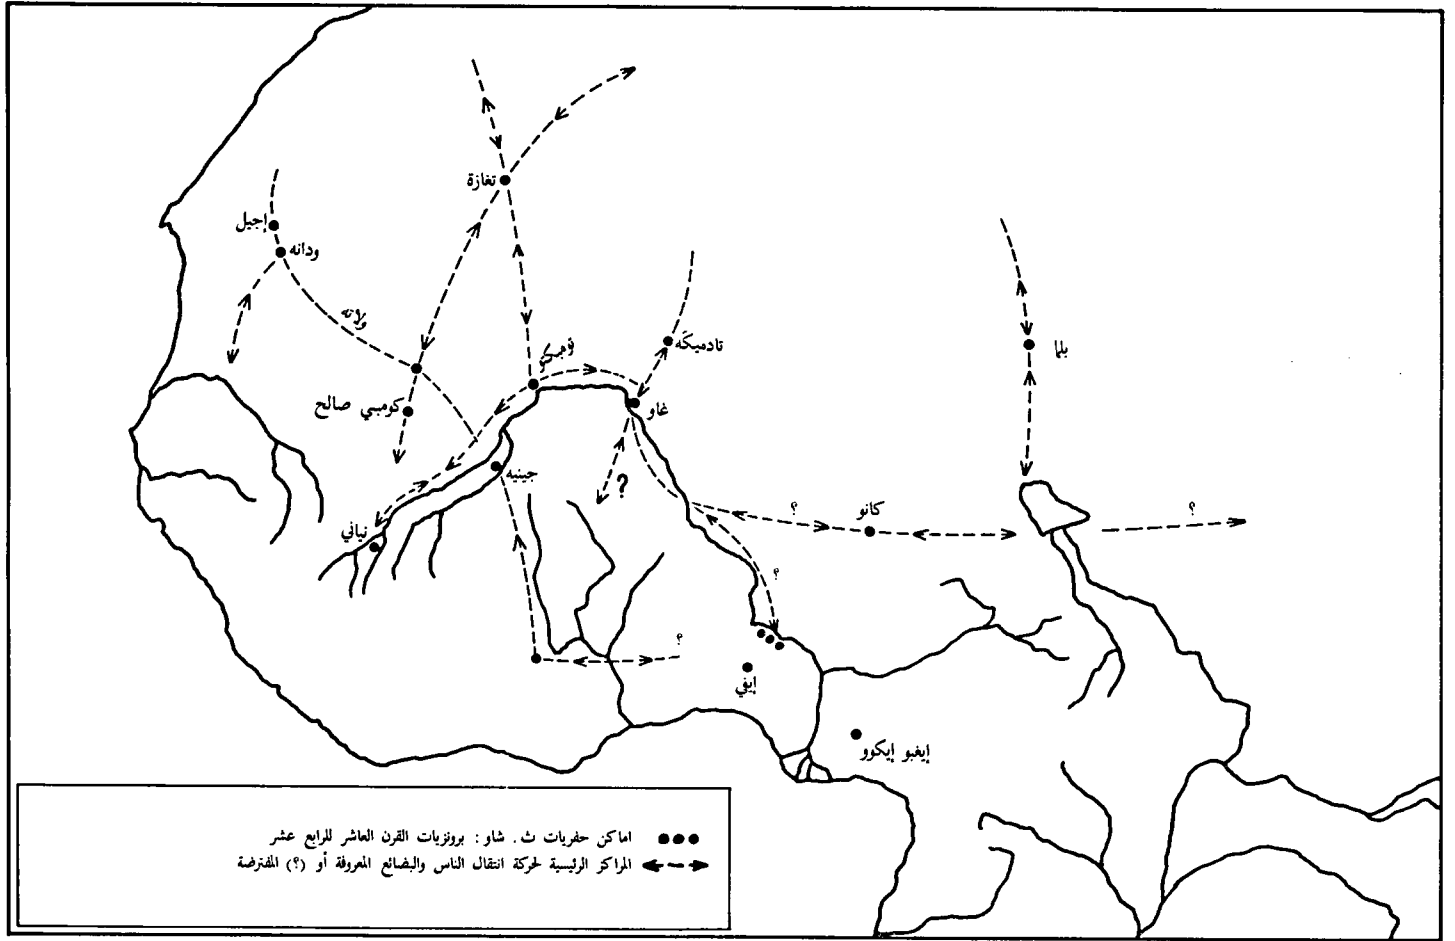 تغازة
إجيل
ودانه
ولاته
تومبكتو
تادميكه
بلما
كومبي صالح
غاو
جينيه
?
كانو
؟
؟
نياني
؟
؟
إيفي
إيغبو إيكوو
اماكن حفريات ث. شاو : برونزيات القرن العاشر للرابع عشر
المراكز الرئيسية لحركة انتقال الناس والبضائع المعروفة أو (؟) المفترضة